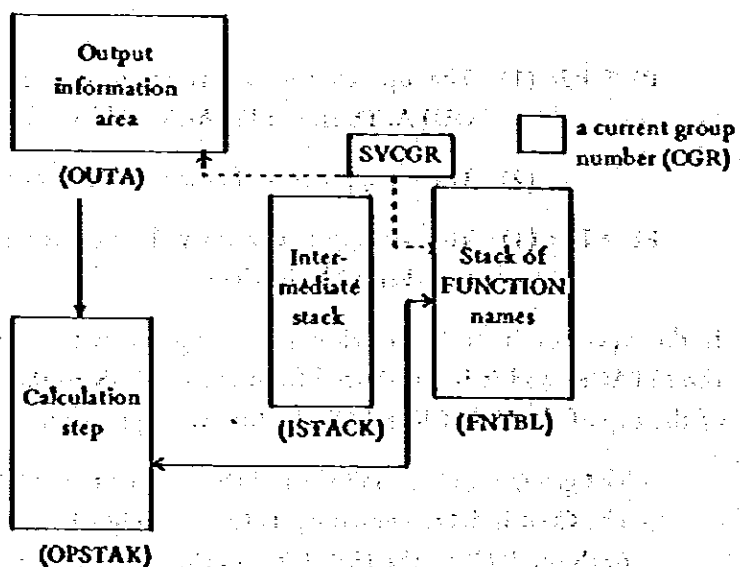 Output
information
area
(OUTA)
SVCGR
a current group
number (CGR)
Inter-
mediate
stack
(ISTACK)
Stack of
FUNCTION
names
(FNTBL)
Calculation
step
(OPSTAK)